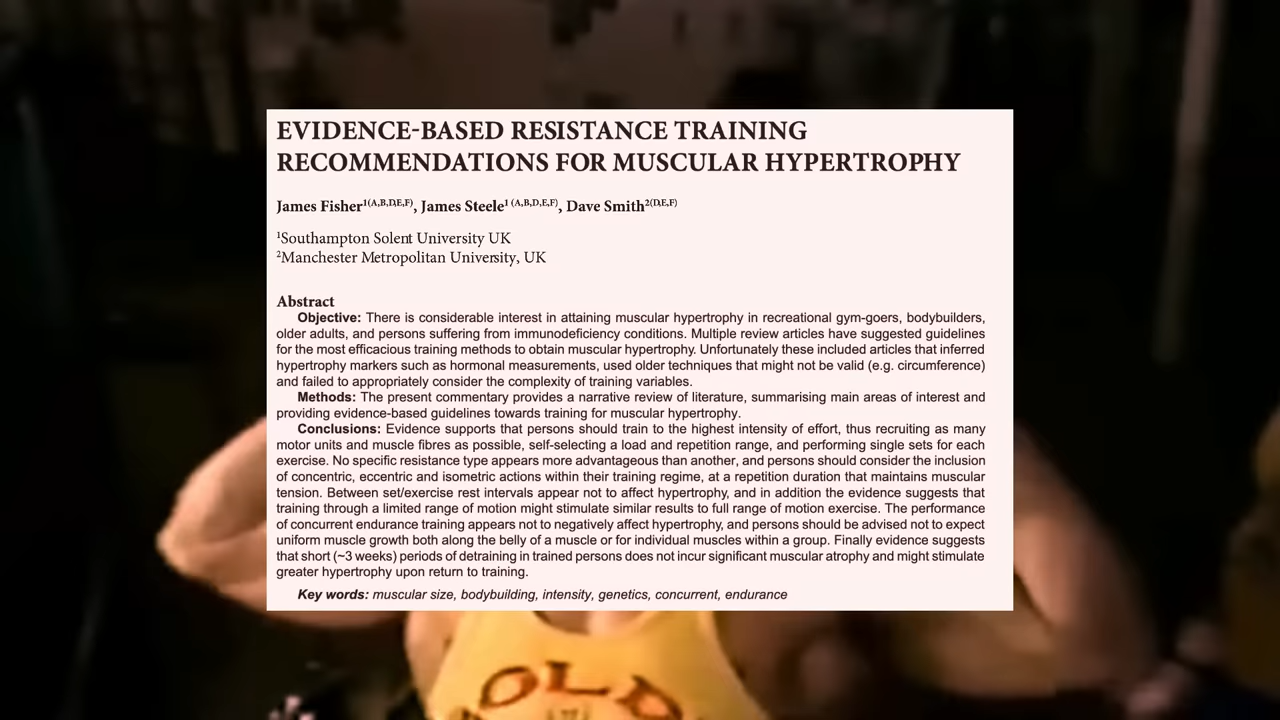 EVIDENCE-BASED RESISTANCE TRAINING
RECOMMENDATIONS FOR MUSCULAR HYPERTROPHY
James Fisher1(A,B,D,E,F), James Steele1 (A,B,D,E,F), Dave Smith2(D,E,F)
1Southampton Solent University UK
2Manchester Metropolitan University, UK
Abstract
Objective: There is considerable interest in attaining muscular hypertrophy in recreational gym-goers, bodybuilders,
older adults, and persons suffering from immunodeficiency conditions. Multiple review articles have suggested guidelines
for the most efficacious training methods to obtain muscular hypertrophy. Unfortunately these included articles that inferred
hypertrophy markers such as hormonal measurements, used older techniques that might not be valid (e.g. circumference)
and failed to appropriately consider the complexity of training variables.
Methods: The present commentary provides a narrative review of literature, summarising main areas of interest and
providing evidence-based guidelines towards training for muscular hypertrophy.
Conclusions: Evidence supports that persons should train to the highest intensity of effort, thus recruiting as many
motor units and muscle fibres as possible, self-selecting a load and repetition range, and performing single sets for each
exercise. No specific resistance type appears more advantageous than another, and persons should consider the inclusion
of concentric, eccentric and isometric actions within their training regime, at a repetition duration that maintains muscular
tension. Between set/exercise rest intervals appear not to affect hypertrophy, and in addition the evidence suggests that
training through a limited range of motion might stimulate similar results to full range of motion exercise. The performance
of concurrent endurance training appears not to negatively affect hypertrophy, and persons should be advised not to expect
uniform muscle growth both along the belly of a muscle or for individual muscles within a group. Finally evidence suggests
that short (~3 weeks) periods of detraining in trained persons does not incur significant muscular atrophy and might stimulate
greater hypertrophy upon return to training.
Key words: muscular size, bodybuilding, intensity, genetics, concurrent, endurance
OLD